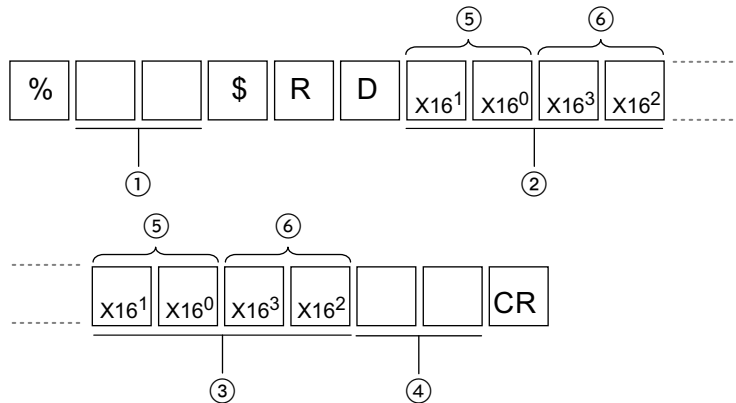 ⑤ ⑥
% $ R D X16¹ X16⁰ X16³ X16²
① ②
⑤ ⑥
X16¹ X16⁰ X16³ X16² CR
③ ④